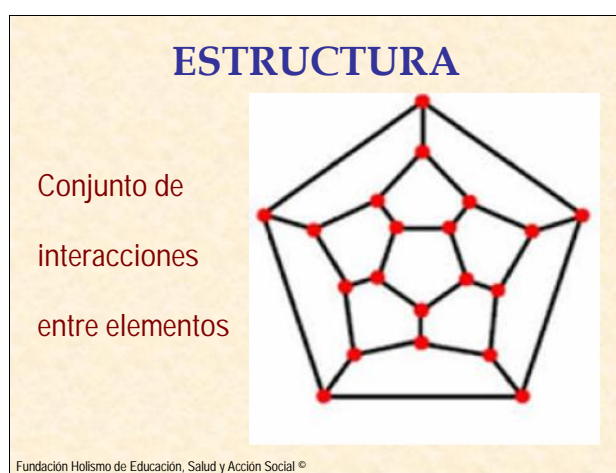 ESTRUCTURA
Conjunto de
interacciones
entre elementos
Fundación Holismo de Educación, Salud y Acción Social ©